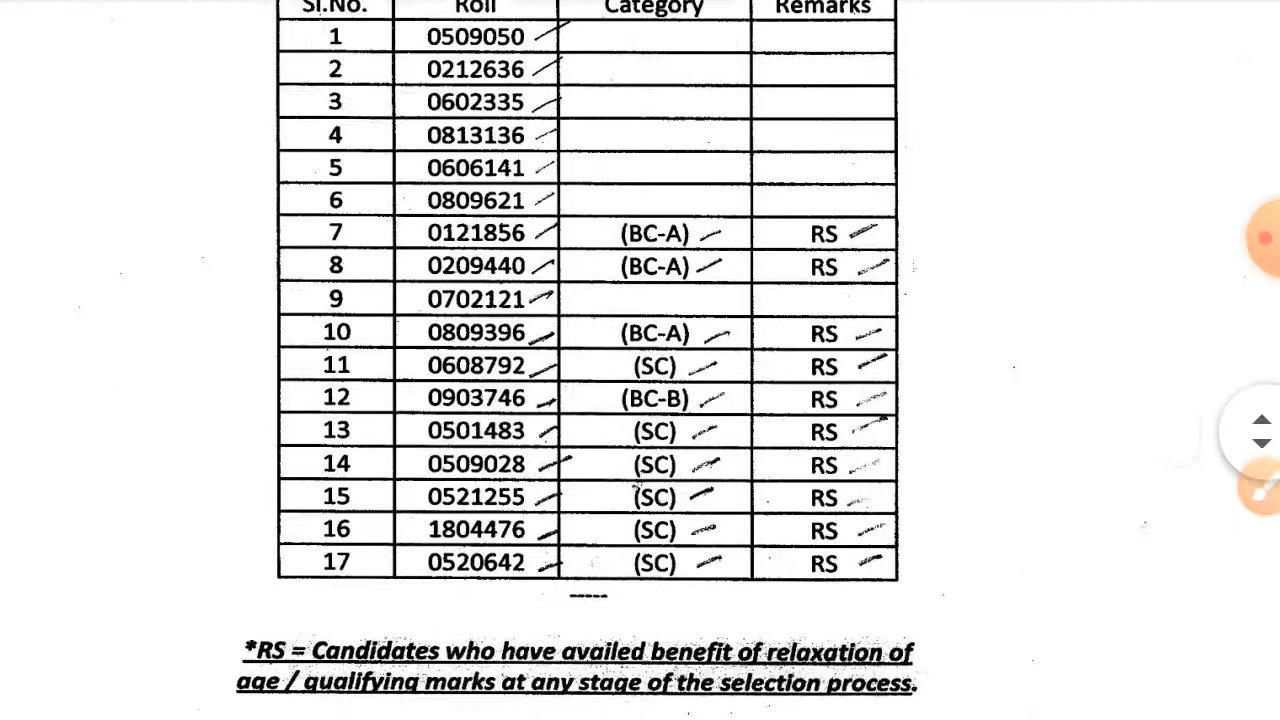 Sl.No. Roll Category Remarks
1 0509050
2 0212636
3 0602335
4 0813136
5 0606141
6 0809621
7 0121856 (BC-A) RS
8 0209440 (BC-A) RS
9 0702121
10 0809396 (BC-A) RS
11 0608792 (SC) RS
12 0903746 (BC-B) RS
13 0501483 (SC) RS
14 0509028 (SC) RS
15 0521255 (SC) RS
16 1804476 (SC) RS
17 0520642 (SC) RS
-----
*RS = Candidates who have availed benefit of relaxation of
age / qualifying marks at any stage of the selection process.